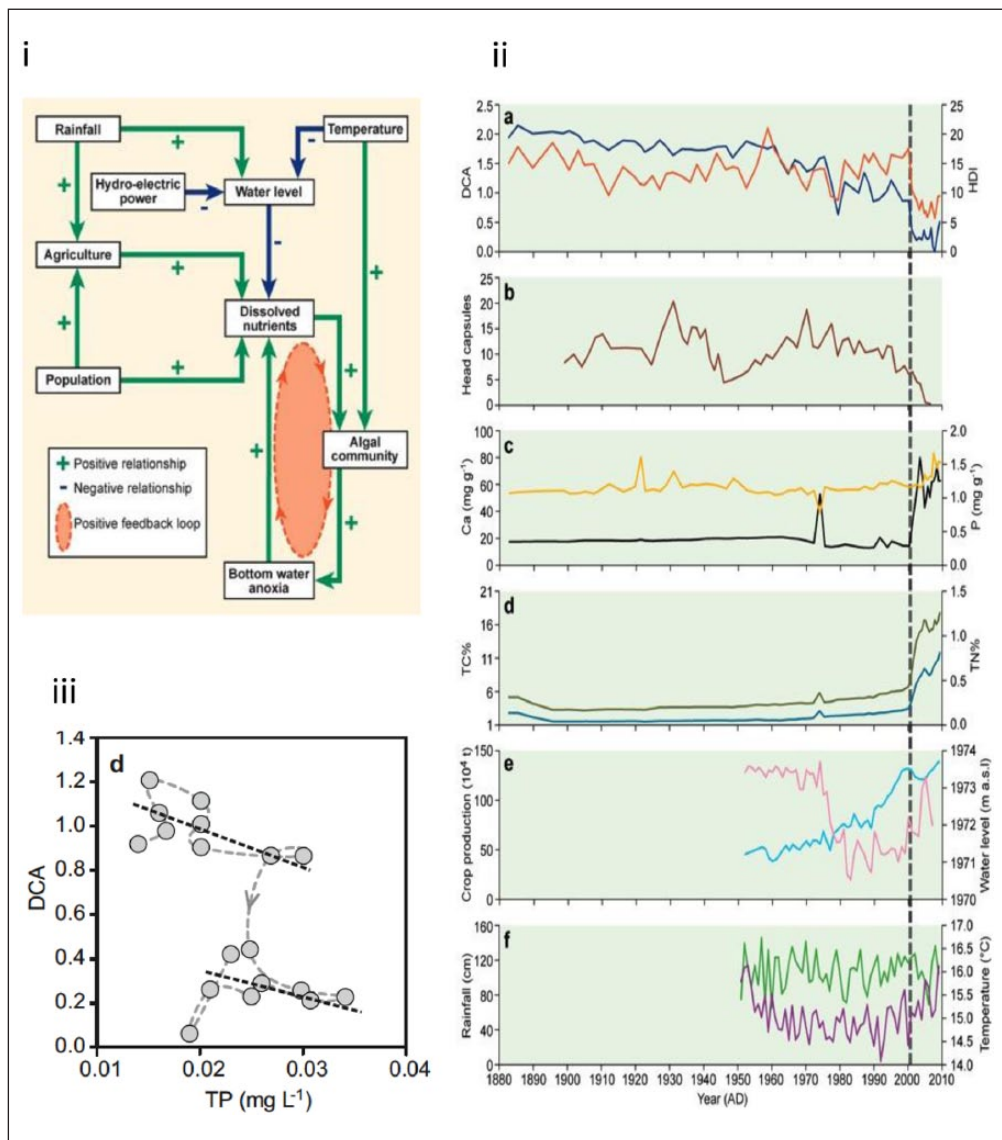 i
Rainfall
Temperature
+
-
Hydro-electric
power
-
Water level
+
-
+
Agriculture
+
Dissolved
nutrients
+
Population
+
+
+
Algal
community
+ Positive relationship
- Negative relationship
Positive feedback loop
+
Bottom water
anoxia
ii
a
DCA
2.5
2.0
1.5
1.0
0.5
0.0
HDI
25
20
15
10
5
0
b
Head capsules
25
20
15
10
5
0
c
Ca (mg g-1)
100
80
60
40
20
0
P (mg g-1)
2.0
1.5
1.0
0.5
0.0
d
TC%
21
16
11
6
1
TN%
1.5
1.0
0.5
0.0
e
Crop production (10⁴ t)
150
100
50
0
Water level (m a.s.l)
1974
1973
1972
1971
1970
f
Rainfall (cm)
160
120
80
40
0
Temperature (°C)
17.0
16.5
16.0
15.5
15.0
14.5
14.0
1880 1890 1900 1910 1920 1930 1940 1950 1960 1970 1980 1990 2000 2010
Year (AD)
iii
d
DCA
1.4
1.2
1.0
0.8
0.6
0.4
0.2
0.0
0.01 0.02 0.03 0.04
TP (mg L-1)